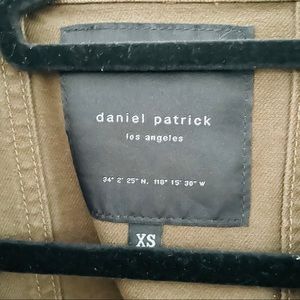 daniel patrick
los angeles
34° 2' 25" N, 118° 15' 36" W
XS